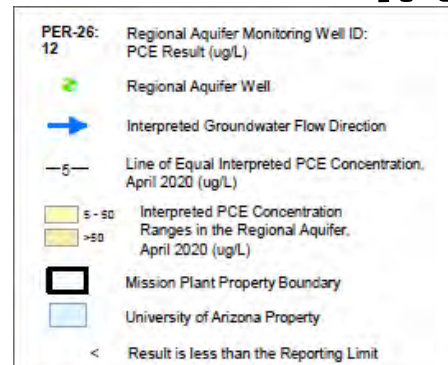 PER-26: Regional Aquifer Monitoring Well ID:
12 PCE Result (ug/L)
Regional Aquifer Well
Interpreted Groundwater Flow Direction
—5— Line of Equal Interpreted PCE Concentration,
April 2020 (ug/L)
5 - 50 Interpreted PCE Concentration
>50 Ranges in the Regional Aquifer,
April 2020 (ug/L)
Mission Plant Property Boundary
University of Arizona Property
< Result is less than the Reporting Limit